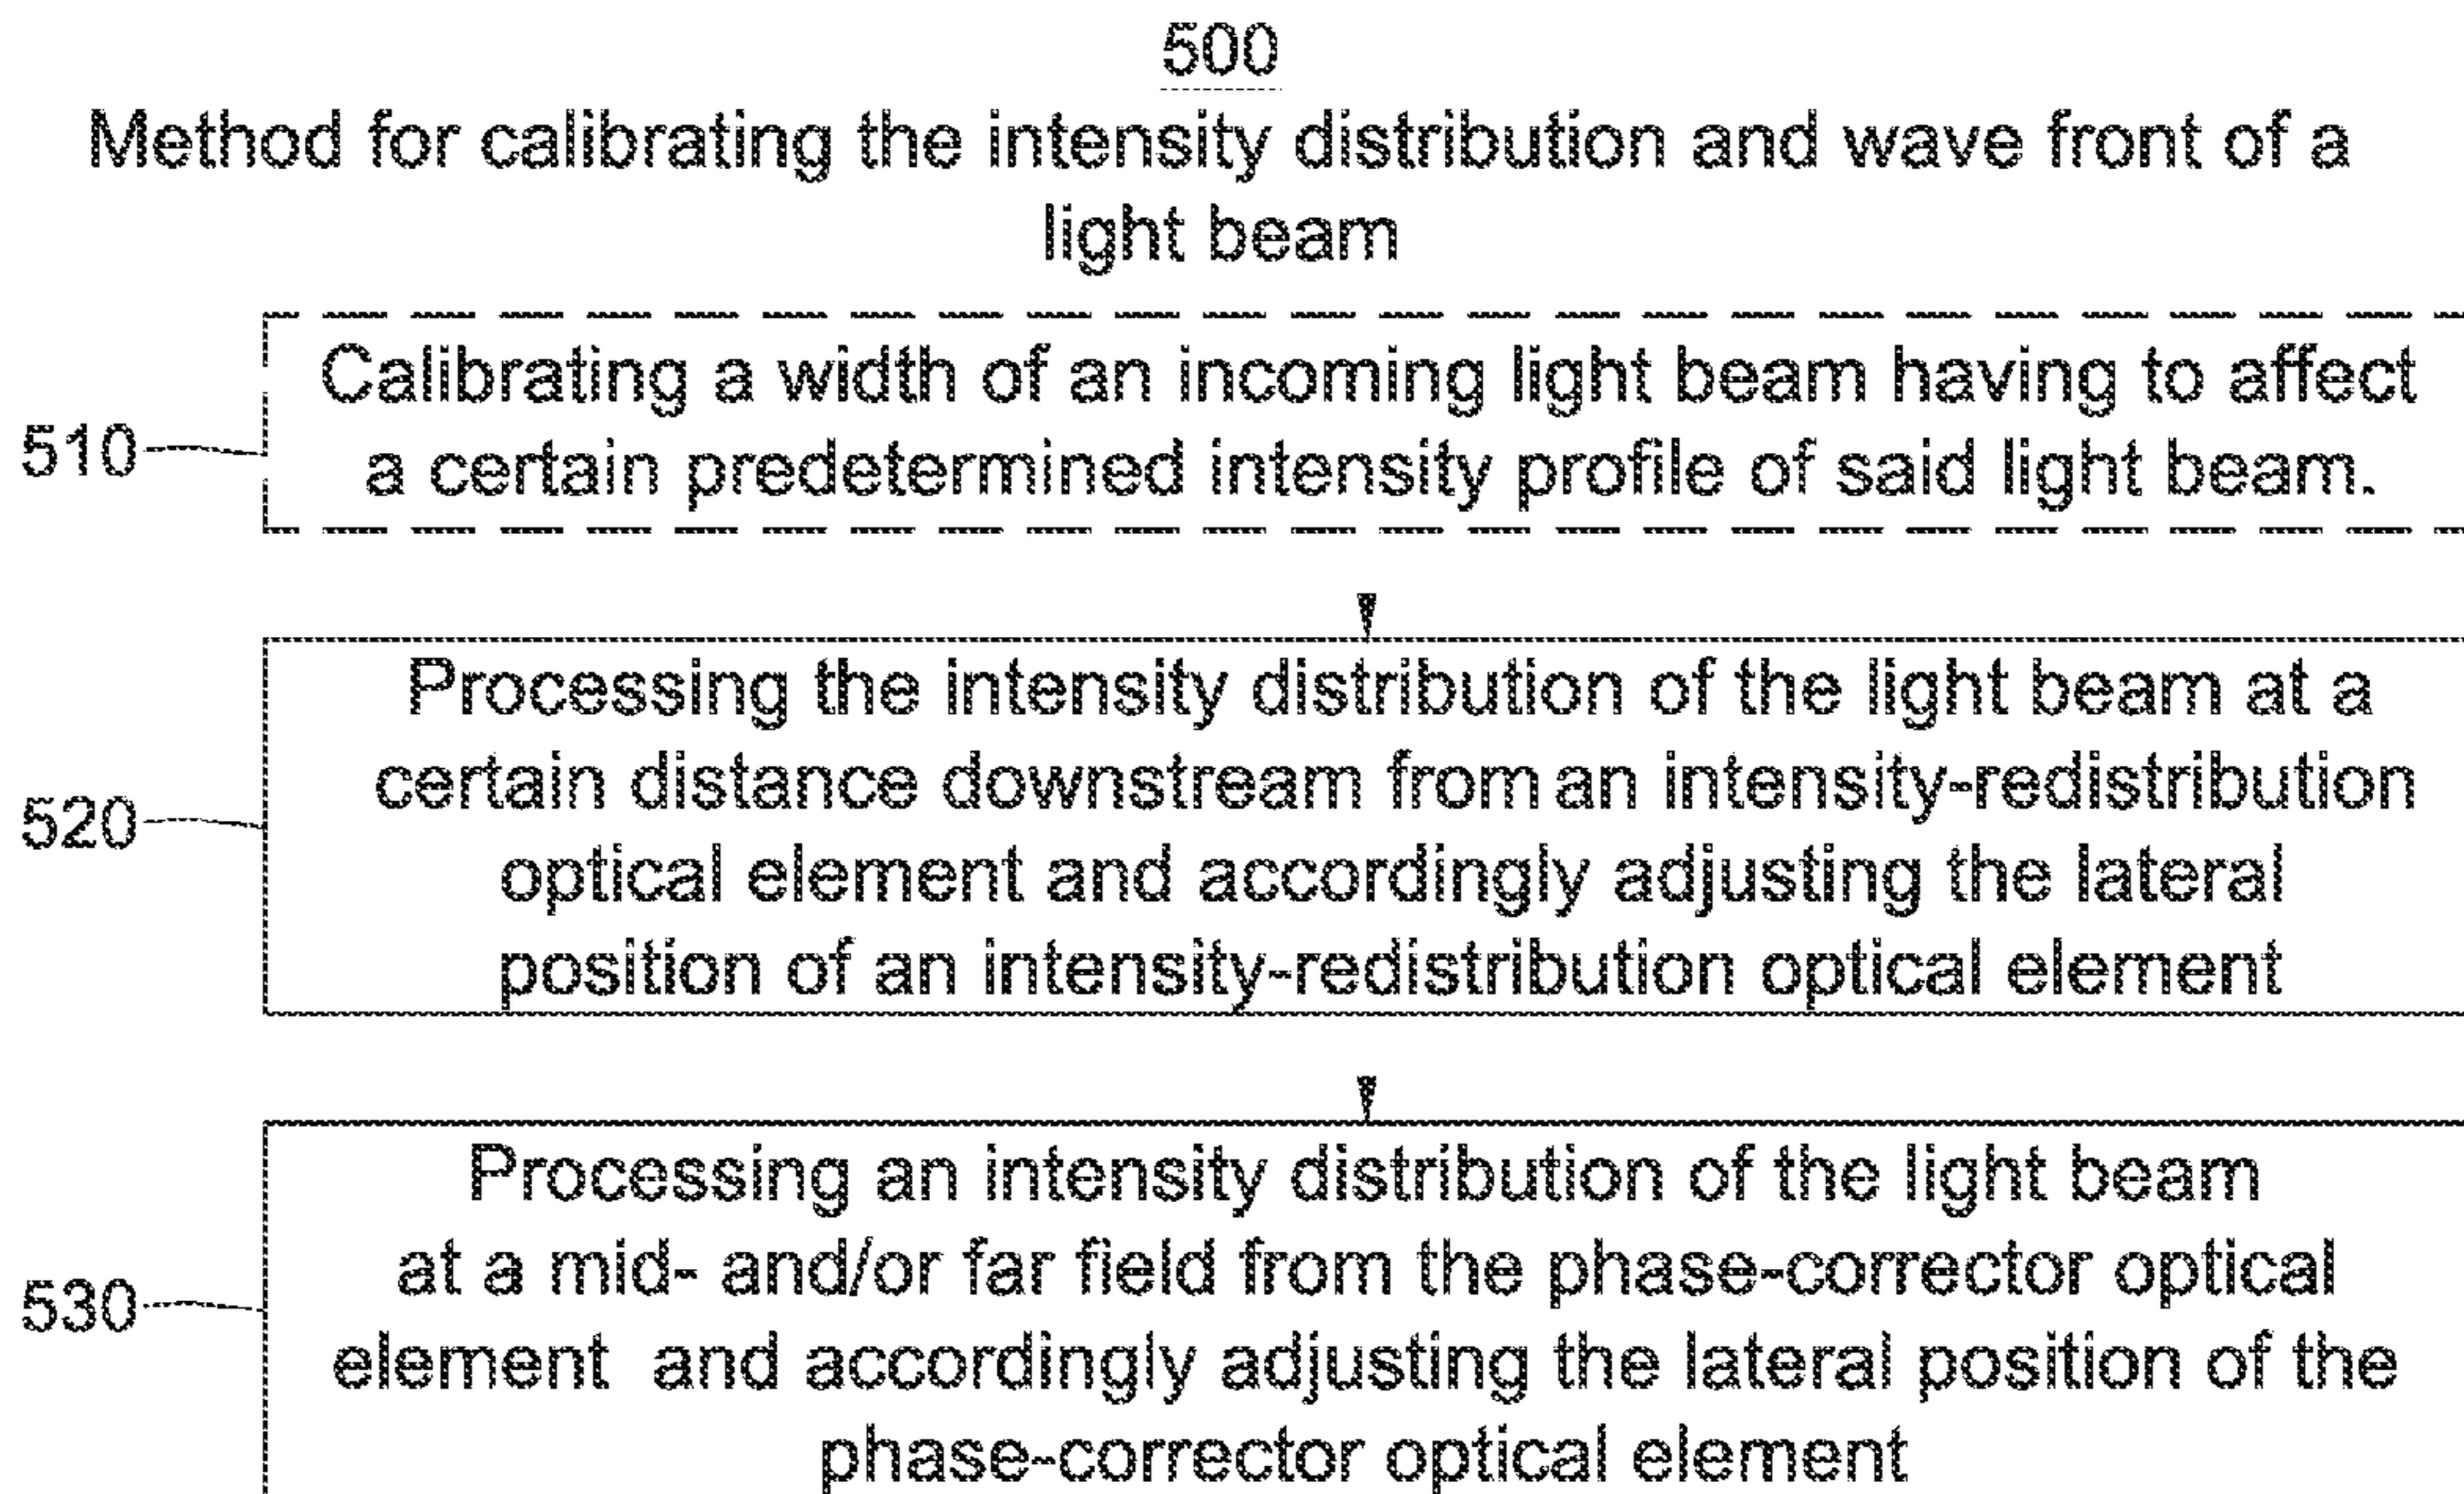 500
Method for calibrating the intensity distribution and wave front of a
light beam
510
Calibrating a width of an incoming light beam having to affect
a certain predetermined intensity profile of said light beam.
520
Processing the intensity distribution of the light beam at a
certain distance downstream from an intensity-redistribution
optical element and accordingly adjusting the lateral
position of an intensity-redistribution optical element
530
Processing an intensity distribution of the light beam
at a mid- and/or far field from the phase-corrector optical
element and accordingly adjusting the lateral position of the
phase-corrector optical element